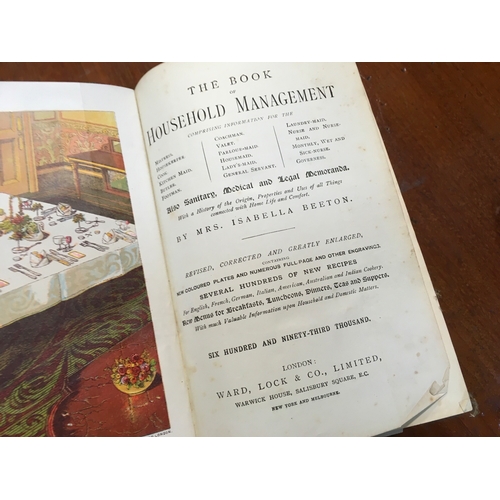 THE BOOK
OF
HOUSEHOLD MANAGEMENT
COMPRISING INFORMATION FOR THE
MISTRESS,
HOUSEKEEPER,
COOK,
KITCHEN MAID,
BUTLER,
FOOTMAN,
COACHMAN,
VALET,
PARLOUR-MAID,
HOUSEMAID,
LADY'S-MAID,
GENERAL SERVANT,
LAUNDRY-MAID,
NURSE AND NURSE-
MAID,
MONTHLY, WET AND
SICK-NURSE,
GOVERNESS.
Also Sanitary, Medical and Legal Memoranda,
With a History of the Origin, Properties and Uses of all Things
connected with Home Life and Comfort.
BY MRS. ISABELLA BEETON.
REVISED, CORRECTED AND GREATLY ENLARGED,
CONTAINING
NEW COLOURED PLATES AND NUMEROUS FULL-PAGE AND OTHER ENGRAVINGS.
SEVERAL HUNDREDS OF NEW RECIPES
for English, French, German, Italian, American, Australian and Indian Cookery.
New Menus for Breakfasts, Luncheons, Dinners, Teas and Suppers,
With much Valuable Information upon Household and Domestic Matters.
SIX HUNDRED AND NINETY-THIRD THOUSAND.
LONDON:
WARD, LOCK & CO., LIMITED,
WARWICK HOUSE, SALISBURY SQUARE, E.C.
NEW YORK AND MELBOURNE.